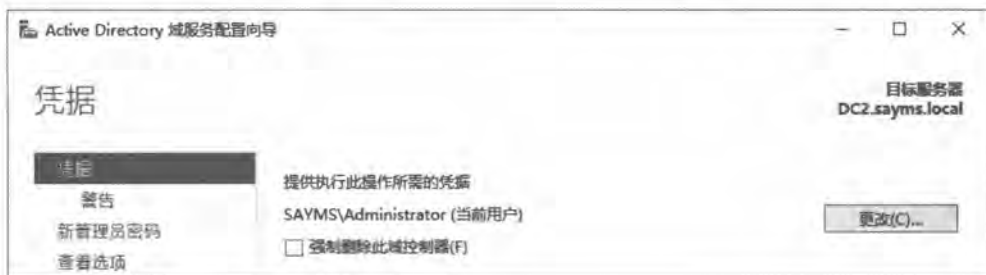 Active Directory 域服务配置向导
凭据
目标服务器
DC2.sayms.local
凭据
警告
新管理员密码
查看选项
提供执行此操作所需的凭据
SAYMS\Administrator (当前用户)
更改(C)...
强制删除此域控制器(F)